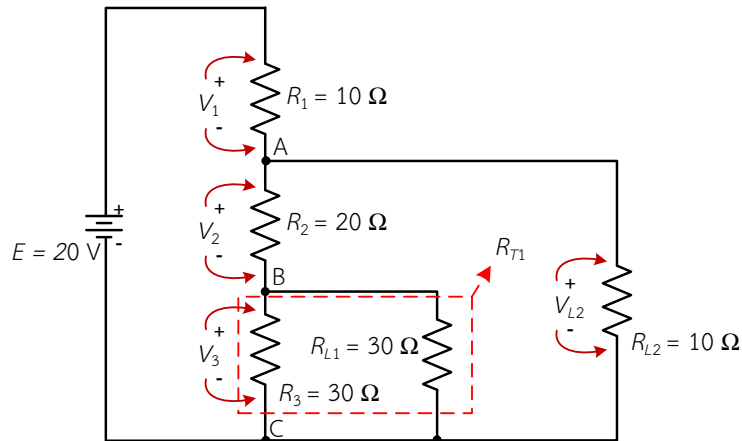 +
V1
-
R1 = 10 Ω
A
+
-
E = 20 V
+
V2
-
R2 = 20 Ω
RT1
B
+
V3
-
RL1 = 30 Ω
R3 = 30 Ω
+
VL2
-
RL2 = 10 Ω
C